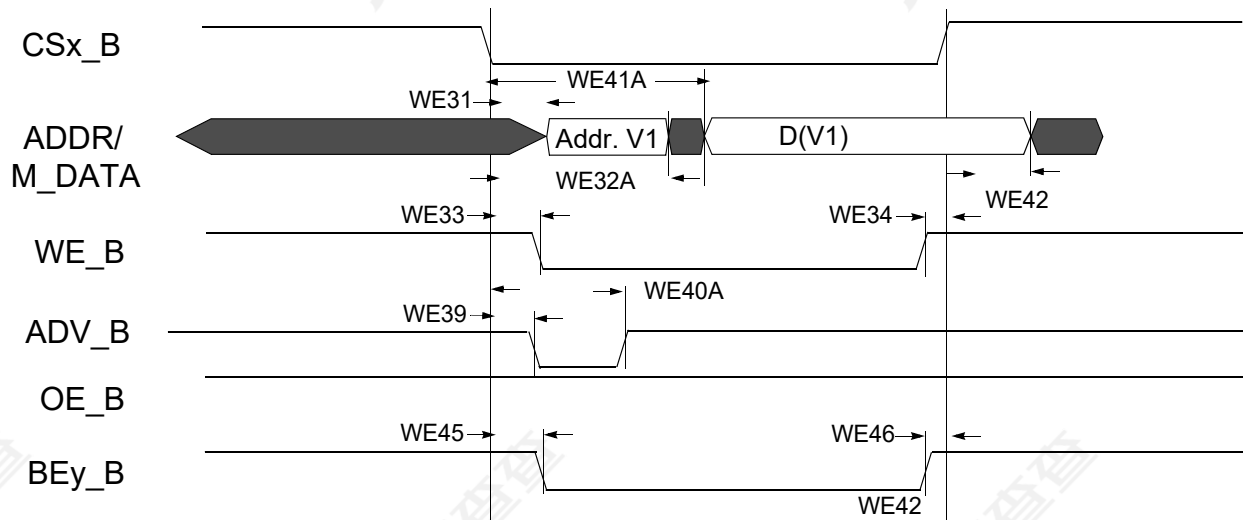 CSx_B
WE41A
WE31
ADDR/
M_DATA
Addr. V1
D(V1)
WE32A
WE42
WE33
WE34
WE_B
WE40A
WE39
ADV_B
OE_B
WE45
WE46
BEy_B
WE42